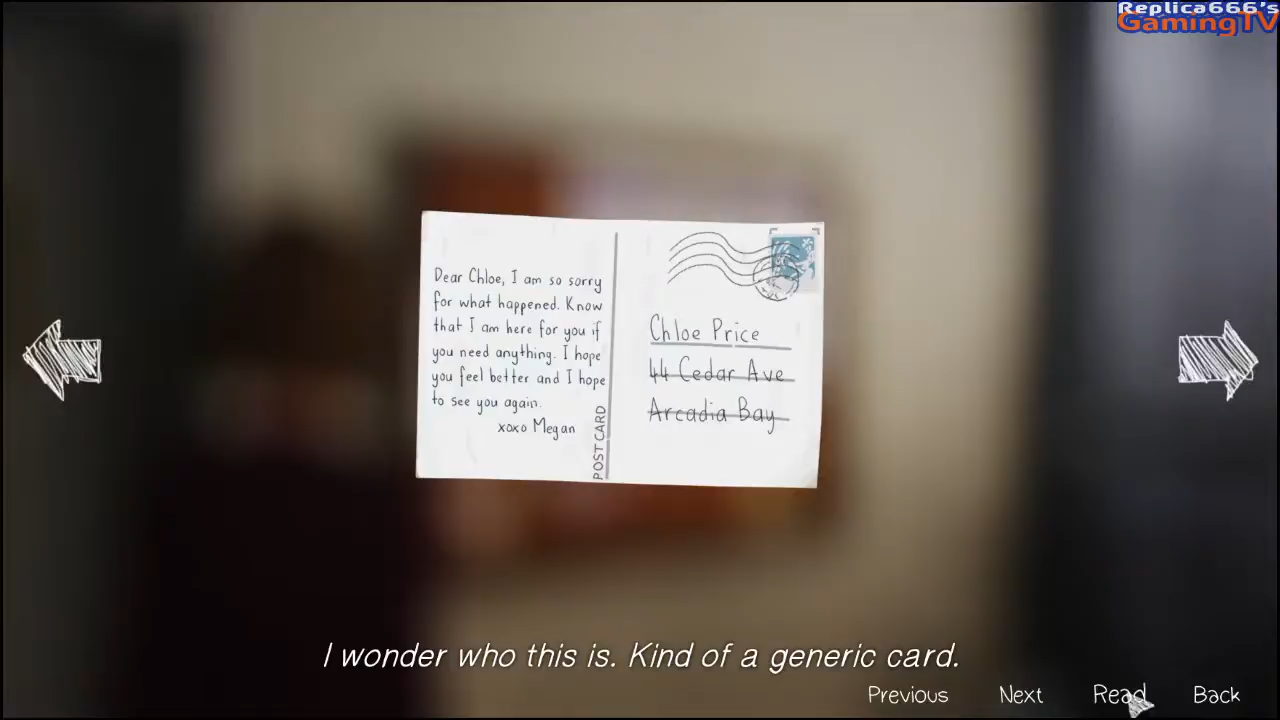 Replica666's
GamingTV
Dear Chloe, I am so sorry
for what happened. Know
that I am here for you if
you need anything. I hope
you feel better and I hope
to see you again.
xoxo Megan
POSTCARD
Chloe Price
44 Cedar Ave
Arcadia Bay
I wonder who this is. Kind of a generic card.
Previous Next Read Back